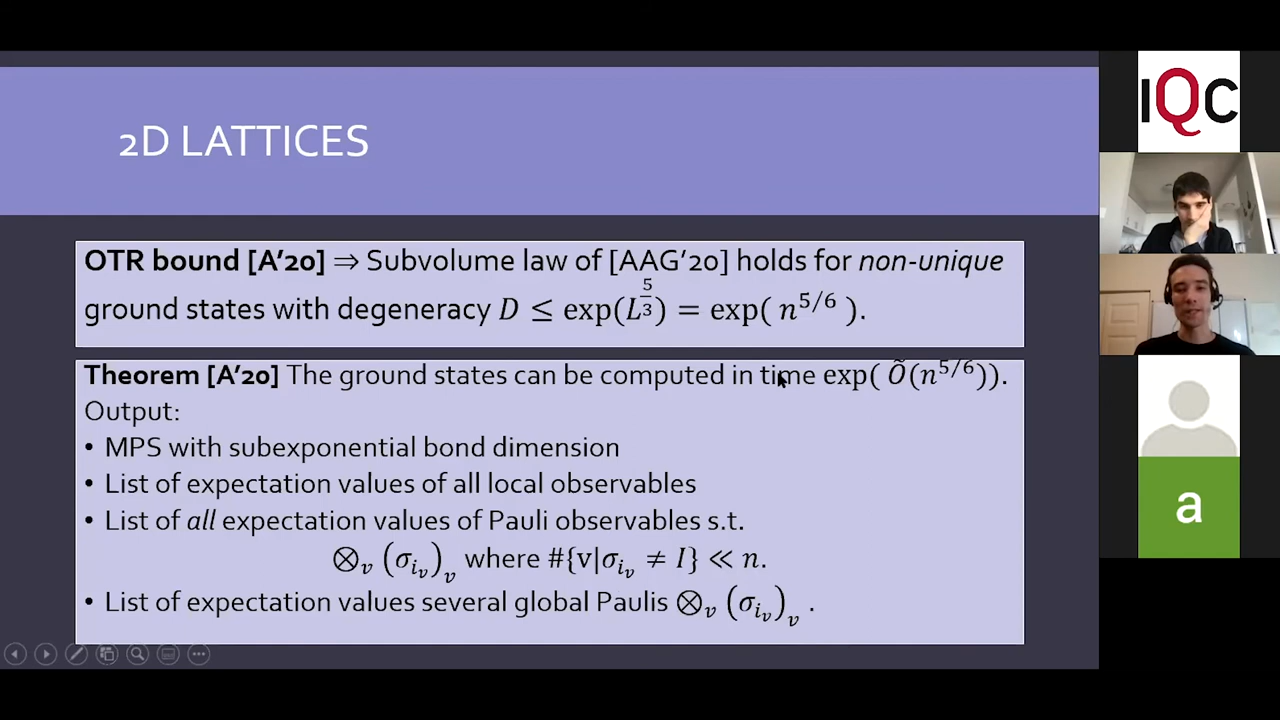 2D LATTICES
OTR bound [A'20] ⇒ Subvolume law of [AAG'20] holds for non-unique
ground states with degeneracy D ≤ exp(L^{5/3}) = exp( n^{5/6} ).
Theorem [A'20] The ground states can be computed in time exp( Õ(n^{5/6})).
Output:
• MPS with subexponential bond dimension
• List of expectation values of all local observables
• List of all expectation values of Pauli observables s.t.
⊗_v (σ_{i_v})_v where #{v|σ_{i_v} ≠ I} ≪ n.
• List of expectation values several global Paulis ⊗_v (σ_{i_v})_v .
IQC
a